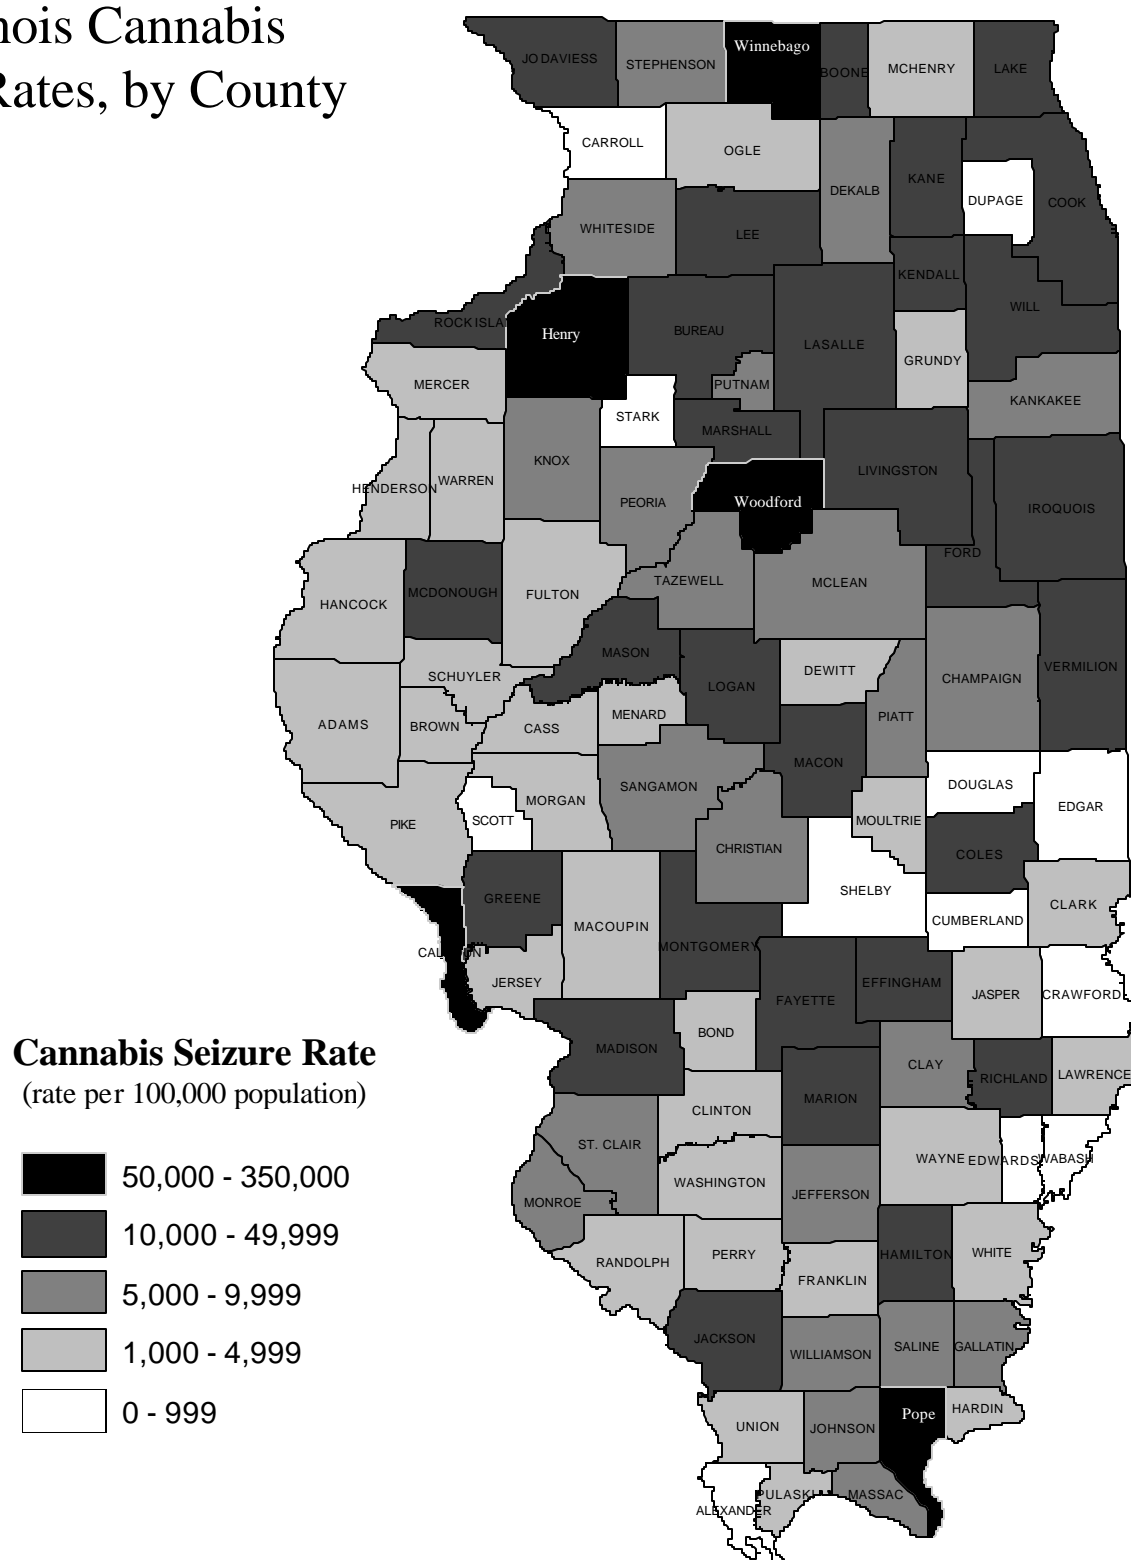 nois Cannabis
Rates, by County
JO DAVIESS
STEPHENSON
Winnebago
BOONE
MCHENRY
LAKE
CARROLL
OGLE
DEKALB
KANE
DUPAGE
COOK
WHITESIDE
LEE
KENDALL
WILL
ROCK ISLAN
Henry
BUREAU
LASALLE
GRUNDY
MERCER
PUTNAM
KANKAKEE
STARK
MARSHALL
KNOX
LIVINGSTON
HENDERSON
WARREN
PEORIA
Woodford
IROQUOIS
FORD
HANCOCK
MCDONOUGH
FULTON
TAZEWELL
MCLEAN
MASON
SCHUYLER
LOGAN
DEWITT
CHAMPAIGN
VERMILION
ADAMS
BROWN
CASS
MENARD
PIATT
MACON
SANGAMON
DOUGLAS
EDGAR
PIKE
SCOTT
MORGAN
MOULTRIE
CHRISTIAN
COLES
SHELBY
GREENE
MACOUPIN
CUMBERLAND
CLARK
MONTGOMERY
CALHOUN
JERSEY
FAYETTE
EFFINGHAM
JASPER
CRAWFORD
BOND
MADISON
CLAY
RICHLAND
LAWRENCE
CLINTON
MARION
ST. CLAIR
WAYNE
EDWARDS
WABASH
WASHINGTON
JEFFERSON
MONROE
RANDOLPH
PERRY
HAMILTON
WHITE
FRANKLIN
JACKSON
WILLIAMSON
SALINE
GALLATIN
UNION
JOHNSON
Pope
HARDIN
ALEXANDER
PULASKI
MASSAC
Cannabis Seizure Rate
(rate per 100,000 population)
50,000 - 350,000
10,000 - 49,999
5,000 - 9,999
1,000 - 4,999
0 - 999